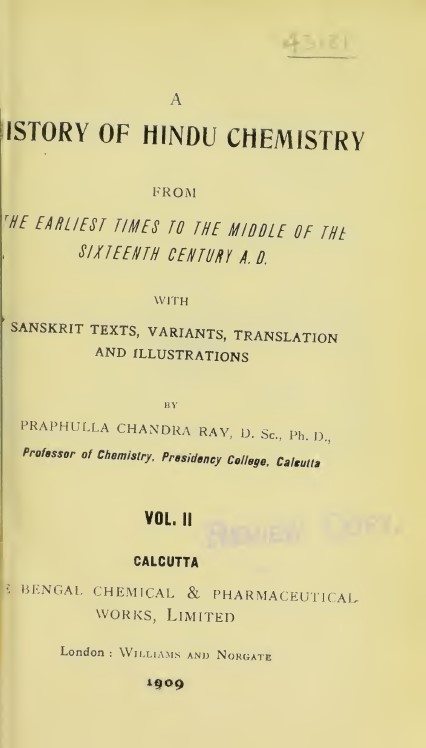 43181
A
ISTORY OF HINDU CHEMISTRY
FROM
THE EARLIEST TIMES TO THE MIDDLE OF THE
SIXTEENTH CENTURY A. D.
WITH
SANSKRIT TEXTS, VARIANTS, TRANSLATION
AND ILLUSTRATIONS
BY
PRAPHULLA CHANDRA RAY, D. Sc., Ph. D.,
Professor of Chemistry, Presidency College, Calcutta
VOL. II
REVIEW COPY.
CALCUTTA
E BENGAL CHEMICAL & PHARMACEUTICAL
WORKS, LIMITED
London : WILLIAMS AND NORGATE
1909